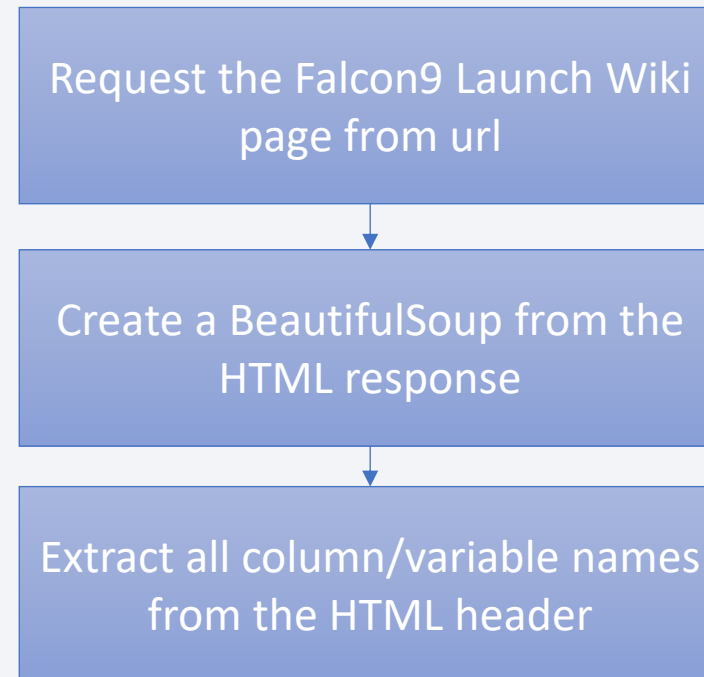 Request the Falcon9 Launch Wiki
page from url
Create a BeautifulSoup from the
HTML response
Extract all column/variable names
from the HTML header